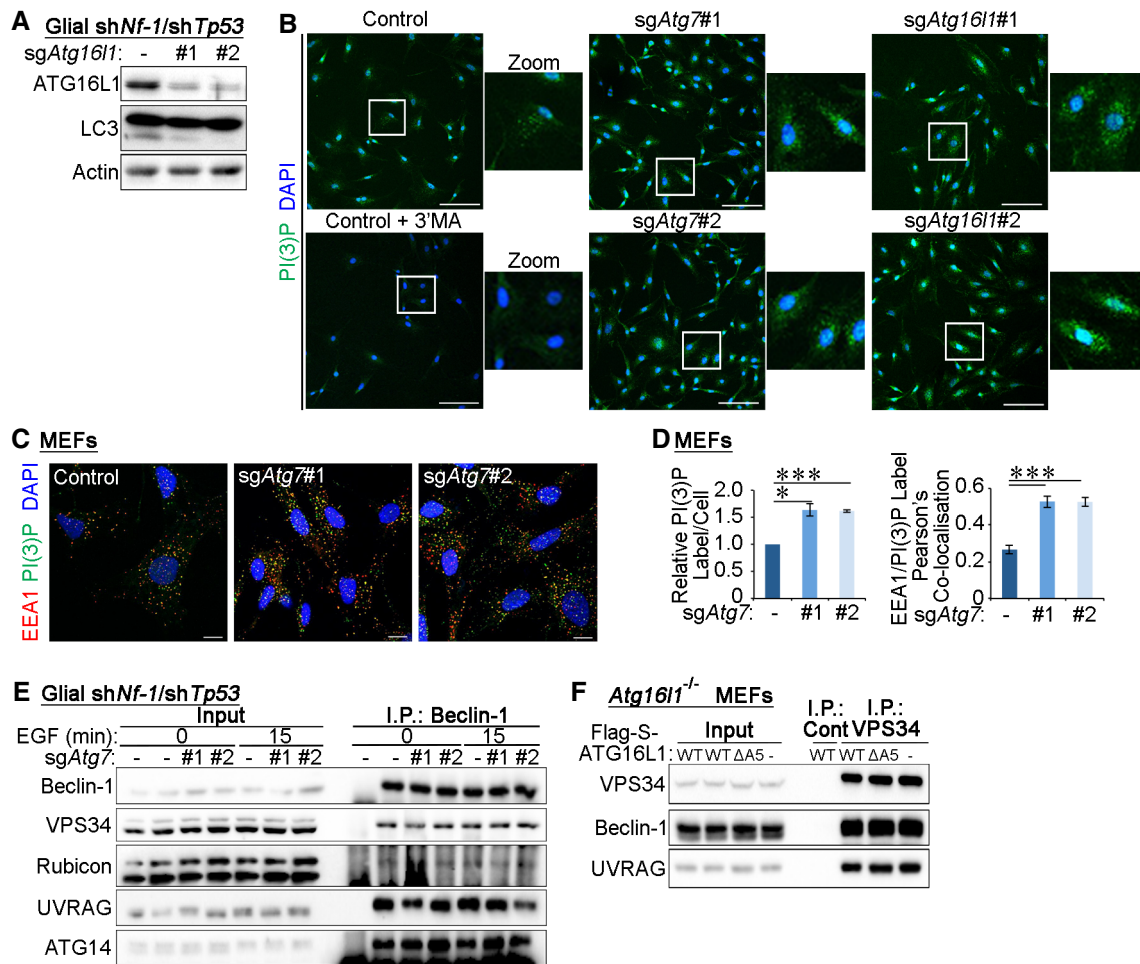 A
Glial shNf-1/shTp53
sgAtg16l1: - #1 #2
ATG16L1
LC3
Actin
B
PI(3)P DAPI
Control
Zoom
sgAtg7#1
sgAtg16l1#1
Control + 3'MA
Zoom
sgAtg7#2
sgAtg16l1#2
C MEFs
EEA1 PI(3)P DAPI
Control
sgAtg7#1
sgAtg7#2
D MEFs
Relative PI(3)P
Label/Cell
2.0
1.5
1.0
0.5
0
***
*
sgAtg7: - #1 #2
EEA1/PI(3)P Label
Pearson's
Co-localisation
0.6
0.4
0.2
0
***
sgAtg7: - #1 #2
E Glial shNf-1/shTp53
Input I.P.: Beclin-1
EGF (min): 0 15 0 15
sgAtg7: - - #1 #2 - #1 #2 - - #1 #2 - #1 #2
Beclin-1
VPS34
Rubicon
UVRAG
ATG14
F Atg16l1-/- MEFs
Flag-S-
ATG16L1:
Input
I.P.:
Cont
I.P.:
VPS34
WT WT ΔA5 - WT WT ΔA5 -
VPS34
Beclin-1
UVRAG